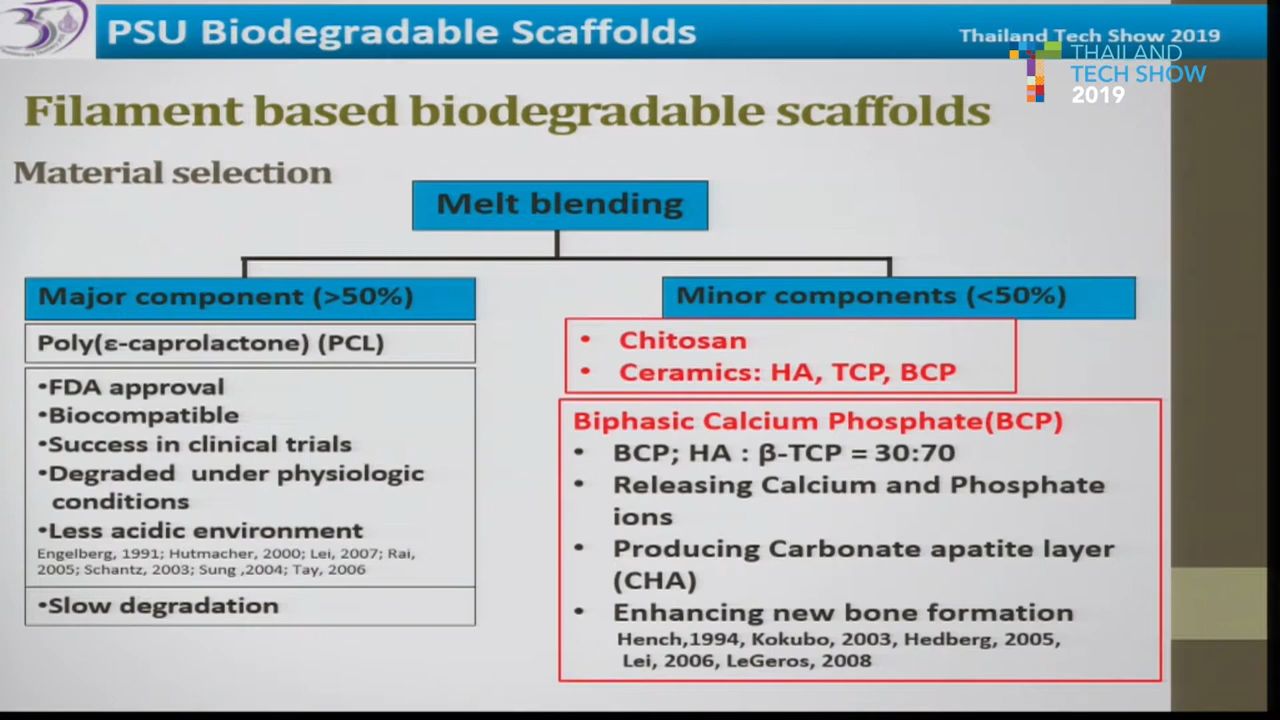 35
PSU Biodegradable Scaffolds
Thailand Tech Show 2019
THAILAND
TECH SHOW
2019
Filament based biodegradable scaffolds
Material selection
Melt blending
Major component (>50%)
Poly(ε-caprolactone) (PCL)
•FDA approval
•Biocompatible
•Success in clinical trials
•Degraded under physiologic
conditions
•Less acidic environment
Engelberg, 1991; Hutmacher, 2000; Lei, 2007; Rai,
2005; Schantz, 2003; Sung ,2004; Tay, 2006
•Slow degradation
Minor components (<50%)
• Chitosan
• Ceramics: HA, TCP, BCP
Biphasic Calcium Phosphate(BCP)
• BCP; HA : β-TCP = 30:70
• Releasing Calcium and Phosphate
ions
• Producing Carbonate apatite layer
(CHA)
• Enhancing new bone formation
Hench,1994, Kokubo, 2003, Hedberg, 2005,
Lei, 2006, LeGeros, 2008